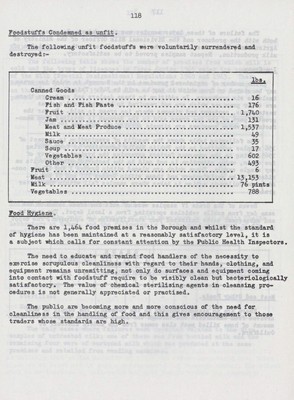 118
Foodstuffs Condemned as unfit.
The following unfit foodstuffs were voluntarily surrendered and
destroyed:-
lbs.
Canned Goods
Cream 16
Fish and Fish Paste 176
Fruit 1,740
Jam 131
Meat and Meat Produce 1,537
Milk 49
Sauce 35
Soup 17
Vegetables 602
Other 493
Fruit 6
Meat 13,153
Milk 76 pints
Vegetables 788
Food Hygiene.
There are 1,464 food premises in the Borough and whilst the standard
of hygiene has been maintained at a reasonably satisfactory level, it is
a subject which calls for constant attention by the Public Health Inspectors.
The need to educate and remind food handlers of the necessity to
exercise scrupulous cleanliness with regard to their hands, clothing, and
equipment remains unremitting, not only do surfaces and equipment coming
into contact with foodstuff require to be visibly clean but bacteriologically
satisfactory. The value of chemical sterilising agents in cleansing pro-
cedures is not generally appreciated or practised.
The public are becoming more and more conscious of the need for
cleanliness in the handling of food and this gives encouragement to those
traders whose standards are high.